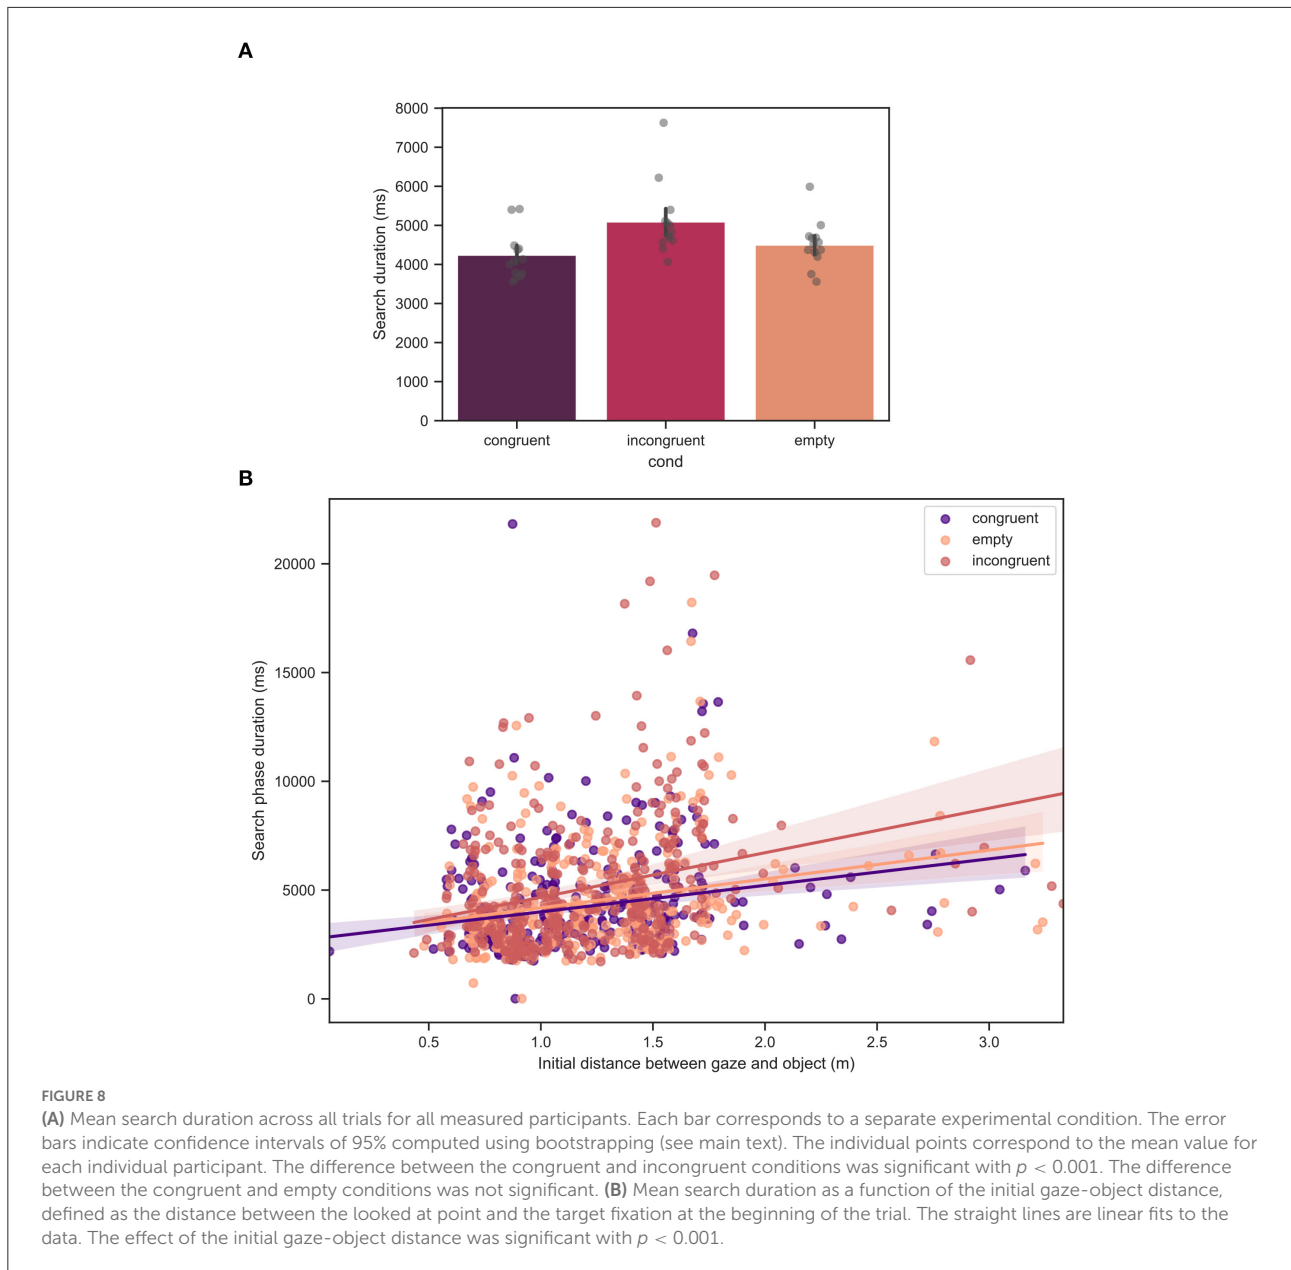 A
8000
7000
6000
5000
4000
3000
2000
1000
0
Search duration (ms)
congruent incongruent empty
cond
B
congruent
empty
incongruent
20000
15000
10000
5000
0
Search phase duration (ms)
0.5 1.0 1.5 2.0 2.5 3.0
Initial distance between gaze and object (m)
FIGURE 8
(A) Mean search duration across all trials for all measured participants. Each bar corresponds to a separate experimental condition. The error
bars indicate confidence intervals of 95% computed using bootstrapping (see main text). The individual points correspond to the mean value for
each individual participant. The difference between the congruent and incongruent conditions was significant with p < 0.001. The difference
between the congruent and empty conditions was not significant. (B) Mean search duration as a function of the initial gaze-object distance,
defined as the distance between the looked at point and the target fixation at the beginning of the trial. The straight lines are linear fits to the
data. The effect of the initial gaze-object distance was significant with p < 0.001.